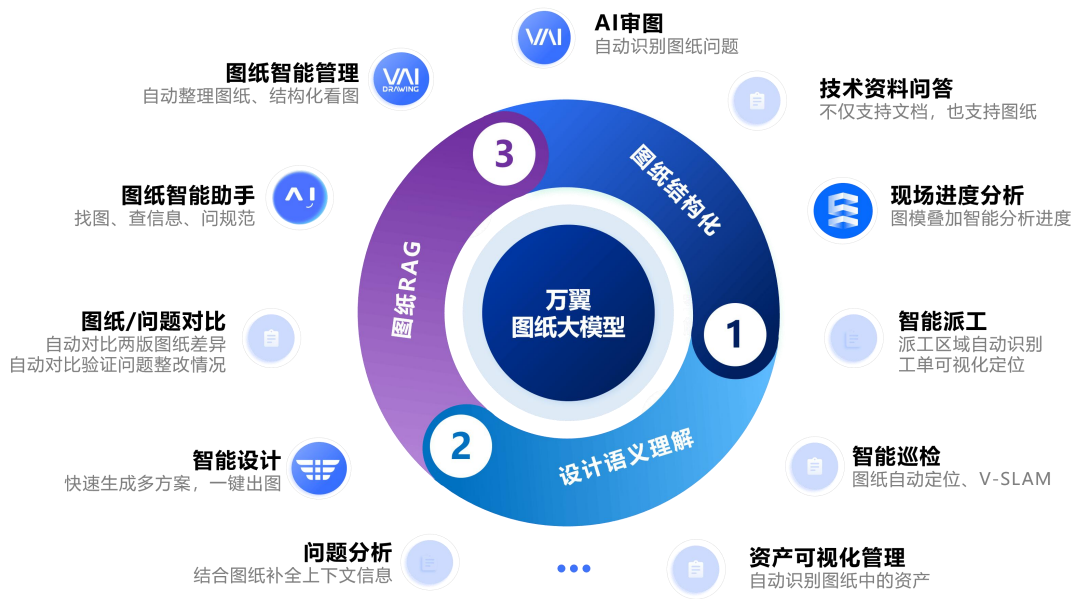 AI审图
自动识别图纸问题
VAI
图纸智能管理
自动整理图纸、结构化看图
VAI
DRAWING
技术资料问答
不仅支持文档，也支持图纸
图纸智能助手
找图、查信息、问规范
AI
现场进度分析
图模叠加智能分析进度
图纸/问题对比
自动对比两版图纸差异
自动对比验证问题整改情况
智能派工
派工区域自动识别
工单可视化定位
智能设计
快速生成多方案，一键出图
智能巡检
图纸自动定位、V-SLAM
问题分析
结合图纸补全上下文信息
资产可视化管理
自动识别图纸中的资产
•••
万翼
图纸大模型
1
图纸结构化
2
设计语义理解
3
图纸RAG